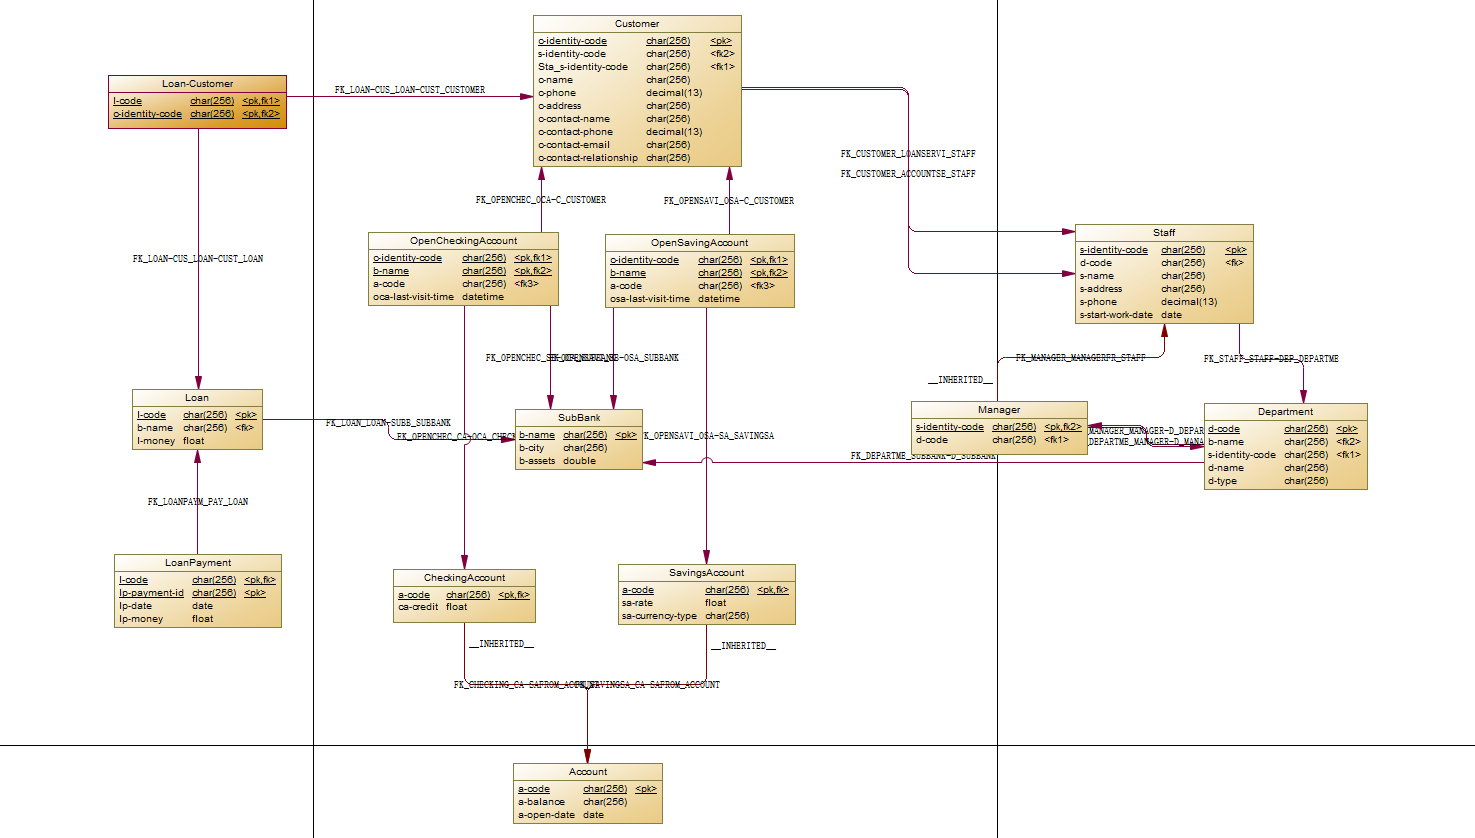 Customer
c-identity-code char(256) <pk>
s-identity-code char(256) <fk2>
Sta_s-identity-code char(256) <fk1>
c-name char(256)
c-phone decimal(13)
c-address char(256)
c-contact-name char(256)
c-contact-phone decimal(13)
c-contact-email char(256)
c-contact-relationship char(256)
Loan-Customer
l-code char(256) <pk,fk1>
c-identity-code char(256) <pk,fk2>
FK_LOAN-CUS_LOAN-CUST_CUSTOMER
FK_CUSTOMER_LOANSERVI_STAFF
FK_CUSTOMER_ACCOUNTSE_STAFF
FK_OPENCHEC_OCA-C_CUSTOMER
FK_OPENSAVI_OSA-C_CUSTOMER
FK_LOAN-CUS_LOAN-CUST_LOAN
OpenCheckingAccount
c-identity-code char(256) <pk,fk1>
b-name char(256) <pk,fk2>
a-code char(256) <fk3>
oca-last-visit-time datetime
OpenSavingAccount
c-identity-code char(256) <pk,fk1>
b-name char(256) <pk,fk2>
a-code char(256) <fk3>
osa-last-visit-time datetime
Staff
s-identity-code char(256) <pk>
d-code char(256) <fk>
s-name char(256)
s-address char(256)
s-phone decimal(13)
s-start-work-date date
-OSA_SUBBANK
FK_MANAGER_MANAGERFR_STAFF
FK_STAFF_STAFF-DEP_DEPARTME
__INHERITED__
Loan
l-code char(256) <pk>
b-name char(256) <fk>
l-money float
FK_LOAN_LOAN-SUBB_SUBBANK
FK_OPENCHEC_CA-OCA_CHECK
SubBank
b-name char(256) <pk>
b-city char(256)
b-assets double
K_OPENSAVI_OSA-SA_SAVINGSA
Manager
s-identity-code char(256) <pk,fk2>
d-code char(256) <fk1>
MANAGER_MANAGER-D_DEPAR
DEPARTME_MANAGER-D_MANA
FK_DEPARTME_SUBBANK-D_SUBBANK
Department
d-code char(256) <pk>
b-name char(256) <fk2>
s-identity-code char(256) <fk1>
d-name char(256)
d-type char(256)
FK_LOANPAYM_PAY_LOAN
LoanPayment
l-code char(256) <pk,fk>
lp-payment-id char(256) <pk>
lp-date date
lp-money float
CheckingAccount
a-code char(256) <pk,fk>
ca-credit float
SavingsAccount
a-code char(256) <pk,fk>
sa-rate float
sa-currency-type char(256)
__INHERITED__
__INHERITED__
FK_CHECKING_CA-SAFROM_ACCOUNT
SAVINGSA_CA-SAFROM_ACCOUNT
Account
a-code char(256) <pk>
a-balance char(256)
a-open-date date